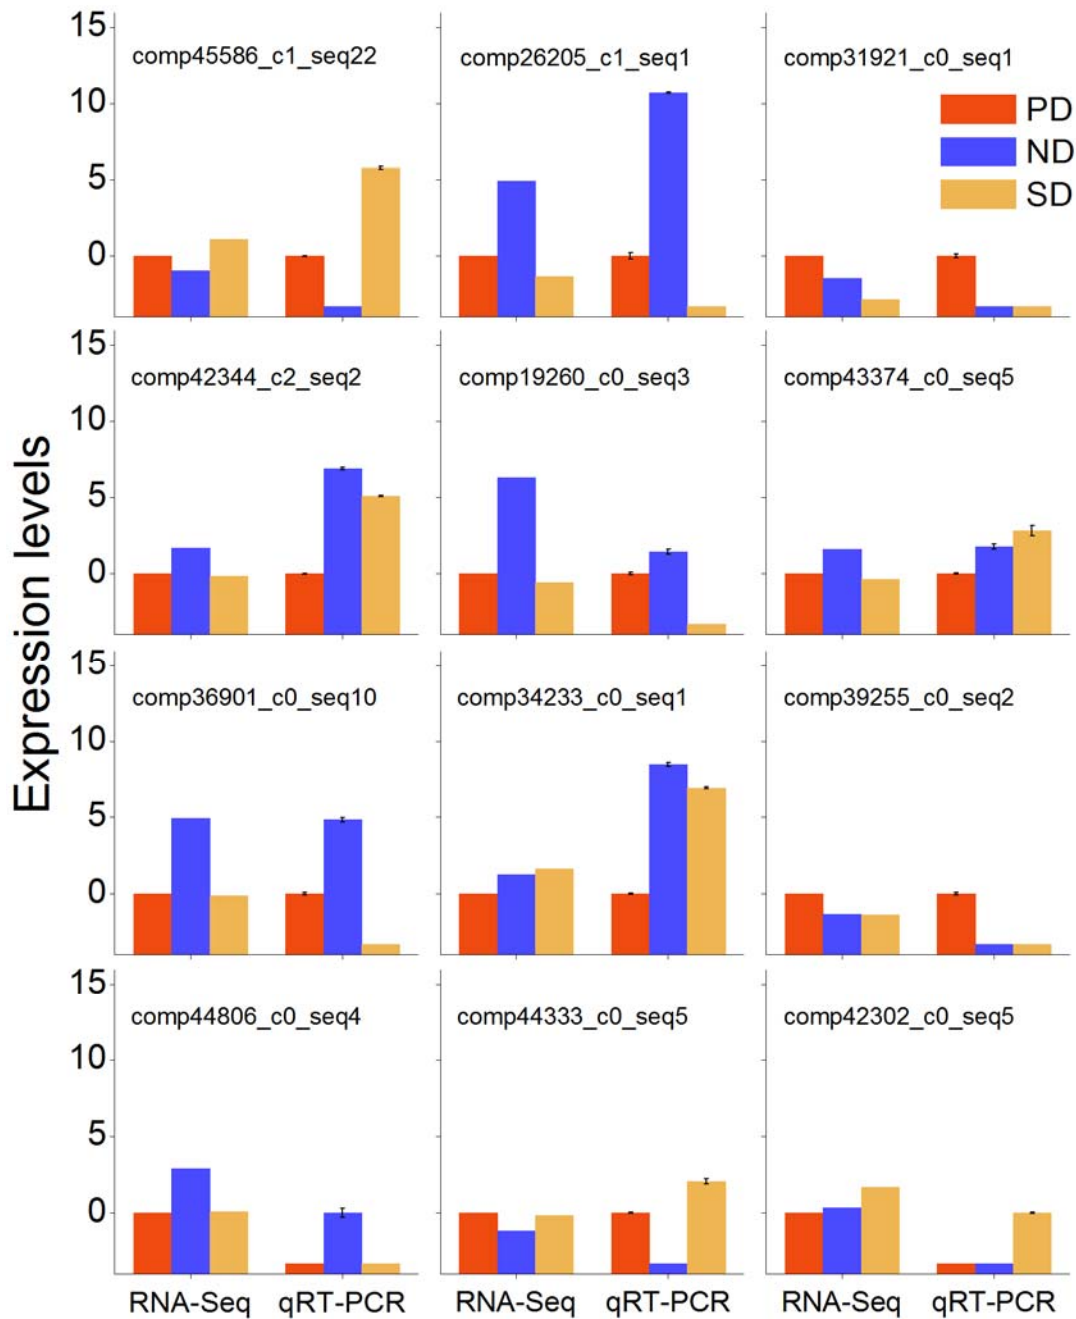 Expression levels
15
10
5
0
comp45586_c1_seq22
comp26205_c1_seq1
comp31921_c0_seq1
PD
ND
SD
15
10
5
0
comp42344_c2_seq2
comp19260_c0_seq3
comp43374_c0_seq5
15
10
5
0
comp36901_c0_seq10
comp34233_c0_seq1
comp39255_c0_seq2
15
10
5
0
comp44806_c0_seq4
comp44333_c0_seq5
comp42302_c0_seq5
RNA-Seq qRT-PCR
RNA-Seq qRT-PCR
RNA-Seq qRT-PCR